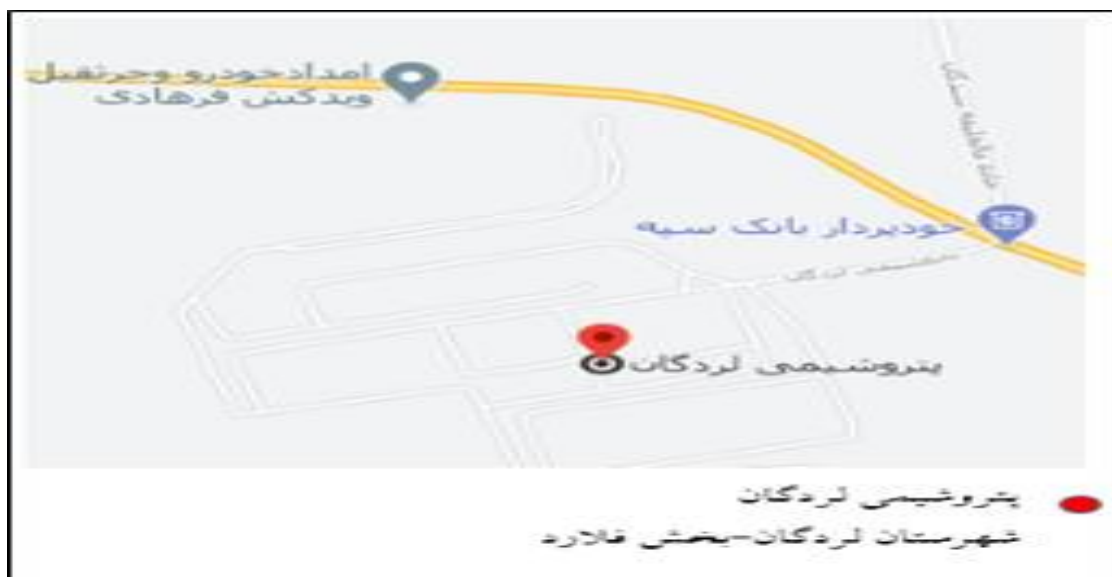 امدادخودرو وجرثقیل
ویدکش فرهادی
خودپرداز بانک سپه
پتروشیمی لردگان
پتروشیمی لردگان
شهرستان لردگان-بخش فلارد